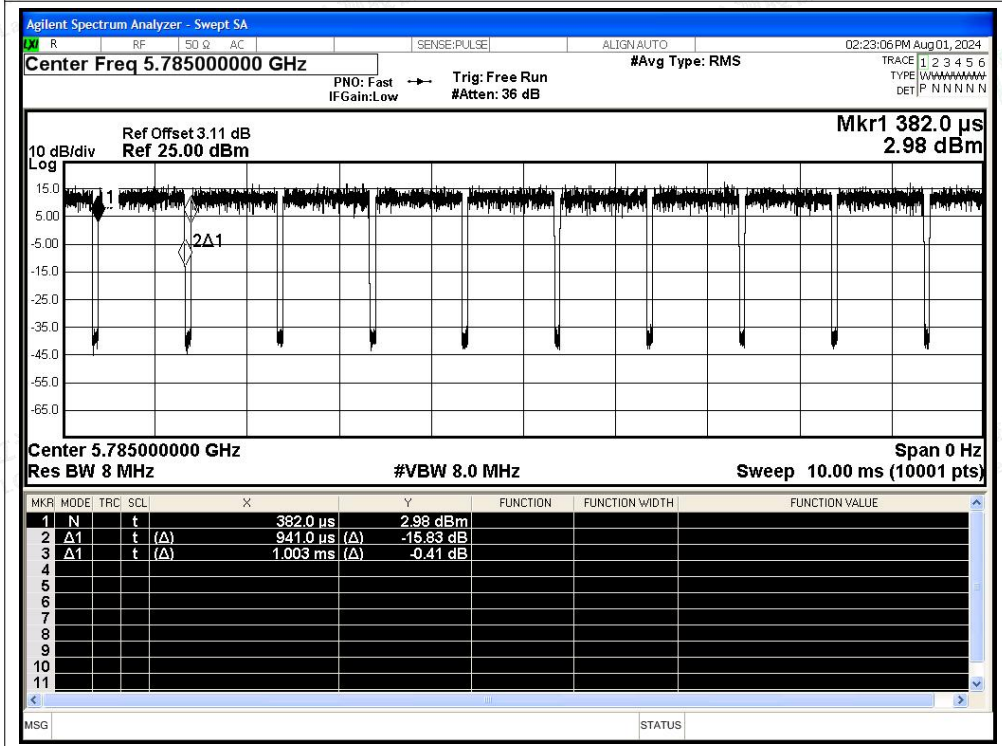 Agilent Spectrum Analyzer - Swept SA
LXI R RF 50 Ω AC SENSE:PULSE ALIGN AUTO 02:23:06 PM Aug 01, 2024
Center Freq 5.785000000 GHz #Avg Type: RMS TRACE 1 2 3 4 5 6
PNO: Fast Trig: Free Run TYPE WWWWWW
IFGain:Low #Atten: 36 dB DET P N N N N N
Mkr1 382.0 µs
Ref Offset 3.11 dB
10 dB/div Ref 25.00 dBm 2.98 dBm
Log
15.0
1
5.00
2Δ1
-5.00
-15.0
-25.0
-35.0
-45.0
-55.0
-65.0
Center 5.785000000 GHz Span 0 Hz
Res BW 8 MHz #VBW 8.0 MHz Sweep 10.00 ms (10001 pts)
MKR MODE TRC SCL X Y FUNCTION FUNCTION WIDTH FUNCTION VALUE
1 N t 382.0 µs 2.98 dBm
2 Δ1 t (Δ) 941.0 µs (Δ) -15.83 dB
3 Δ1 t (Δ) 1.003 ms (Δ) -0.41 dB
4
5
6
7
8
9
10
11
MSG STATUS